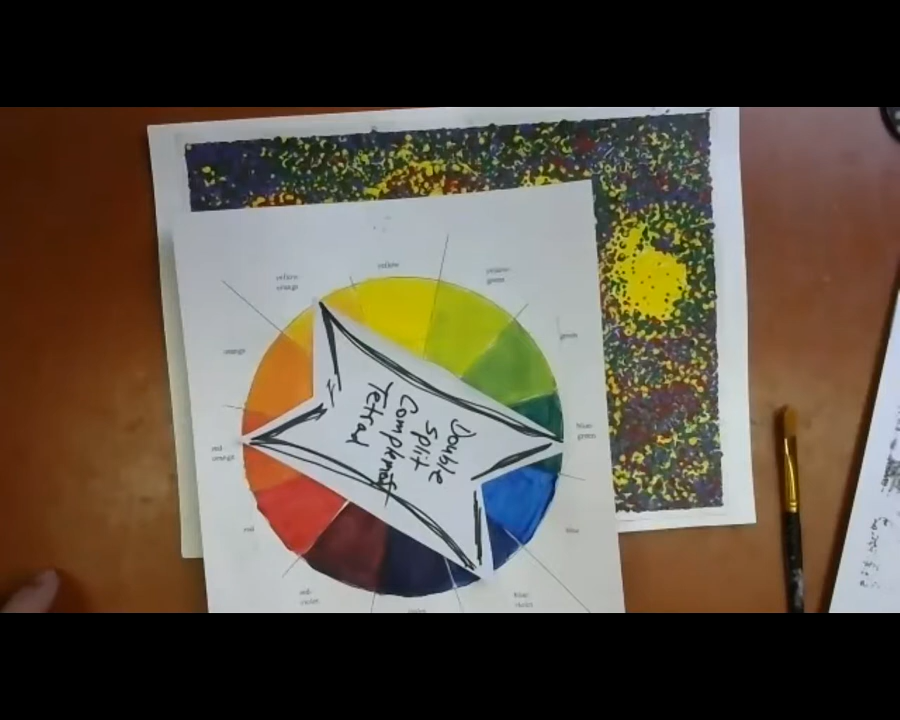 yellow
yellow-
orange
yellow-
green
orange
green
red-
orange
blue-
green
red
blue
red-
violet
violet
blue-
violet
Double
Split
Tetrad